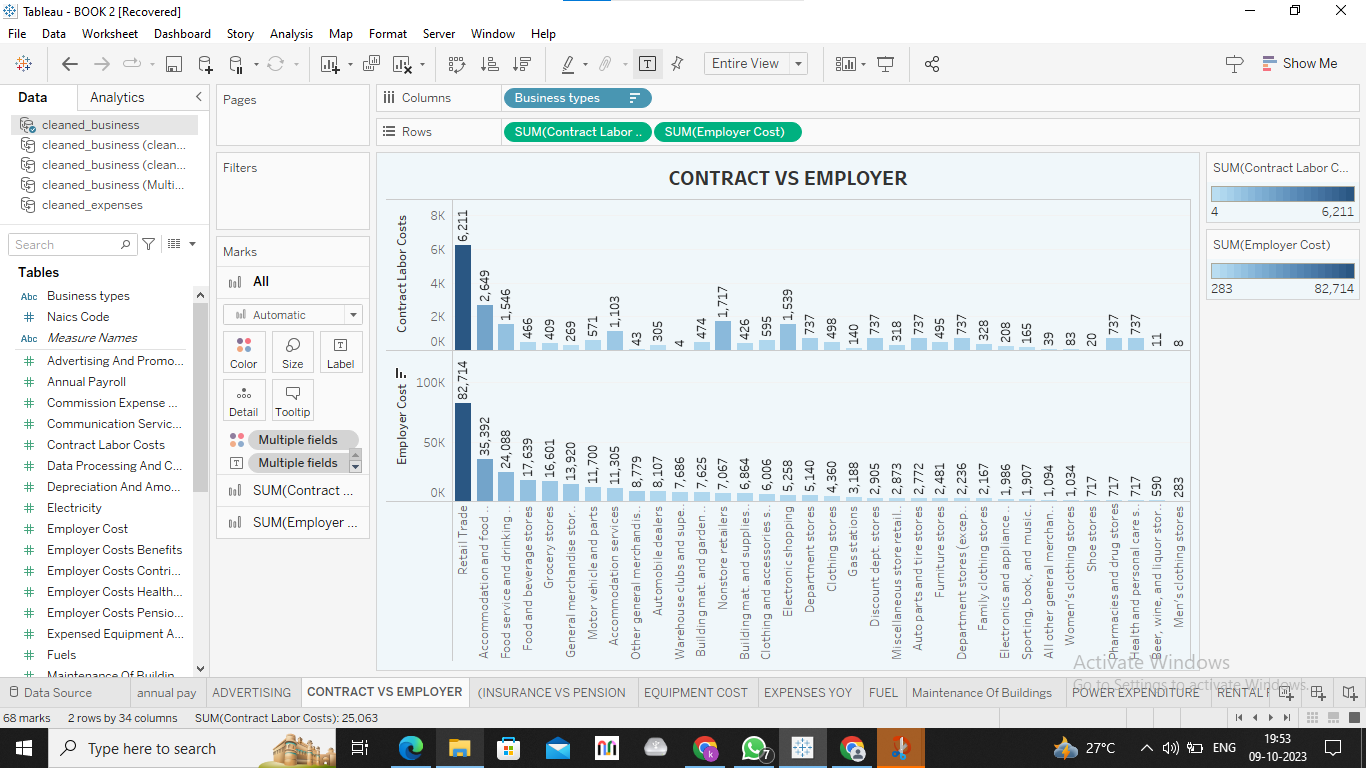 Tableau - BOOK 2 [Recovered]
File Data Worksheet Dashboard Story Analysis Map Format Server Window Help
Entire View
Show Me
Data Analytics
cleaned_business
cleaned_business (clean...
cleaned_business (clean...
cleaned_business (Multi...
cleaned_expenses
Search
Tables
Abc Business types
# Naics Code
Abc Measure Names
# Advertising And Promo...
# Annual Payroll
# Commission Expense ...
# Communication Servic...
# Contract Labor Costs
# Data Processing And C...
# Depreciation And Amo...
# Electricity
# Employer Cost
# Employer Costs Benefits
# Employer Costs Contri...
# Employer Costs Health...
# Employer Costs Pensio...
# Expensed Equipment A...
# Fuels
# Maintenance Of Buildin
Pages
Filters
Marks
All
Automatic
Color Size Label
T
Detail Tooltip
Multiple fields
T Multiple fields
SUM(Contract ...
SUM(Employer ...
Columns Business types
Rows SUM(Contract Labor .. SUM(Employer Cost)
CONTRACT VS EMPLOYER
Contract Labor Costs
8K
6K
4K
2K
0K
6,211 2,649 1,546 466 409 269 571 1,103 43 305 4 474 1,717 426 595 1,539 737 498 140 737 318 737 495 737 328 208 165 39 83 20 737 737 11 8
Employer Cost
100K
50K
0K
82,714 35,392 24,088 17,639 16,601 13,920 11,700 11,305 8,779 8,107 7,686 7,625 7,067 6,864 6,006 5,258 5,140 4,360 3,188 2,905 2,873 2,772 2,481 2,236 2,167 1,986 1,907 1,094 1,034 717 717 717 590 283
Retail Trade
Accommodation and food ..
Food service and drinking ..
Food and beverage stores
Grocery stores
General merchandise stor..
Motor vehicle and parts
Accommodation services
Other general merchandis..
Automobile dealers
Warehouse clubs and supe..
Building mat. and garden ..
Nonstore retailers
Building mat. and supplies..
Clothing and accessories s..
Electronic shopping
Department stores
Clothing stores
Gas stations
Discount dept. stores
Miscellaneous store retail..
Auto parts and tire stores
Furniture stores
Department stores (excep..
Family clothing stores
Electronics and appliance ..
Sporting, book, and music..
All other general merchan..
Women's clothing stores
Shoe stores
Pharmacies and drug stores
Health and personal care s..
Beer, wine, and liquor stor..
Men's clothing stores
SUM(Contract Labor C...
4 6,211
SUM(Employer Cost)
283 82,714
Activate Windows
Go to Settings to activate Windows.
Data Source annual pay ADVERTISING CONTRACT VS EMPLOYER (INSURANCE VS PENSION EQUIPMENT COST EXPENSES YOY FUEL Maintenance Of Buildings POWER EXPENDITURE RENTAL
68 marks 2 rows by 34 columns SUM(Contract Labor Costs): 25,063
Type here to search
7
k
27°C
ENG
19:53
09-10-2023